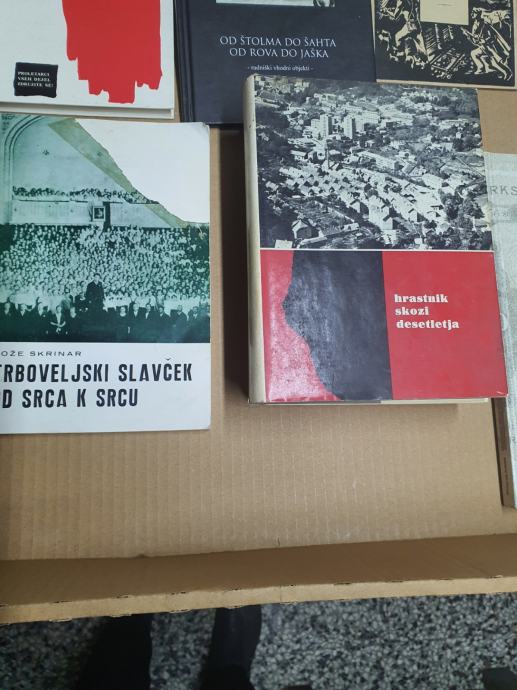 PROLETARCI
VSEH DEŽEL
ZDRUŽITE SE!
OD ŠTOLMA DO ŠAHTA
OD ROVA DO JAŠKA
- rudniški vhodni objekti -
RKS
hrastnik
skozi
desetletja
OŽE SKRINAR
TRBOVELJSKI SLAVČEK
D SRCA K SRCU